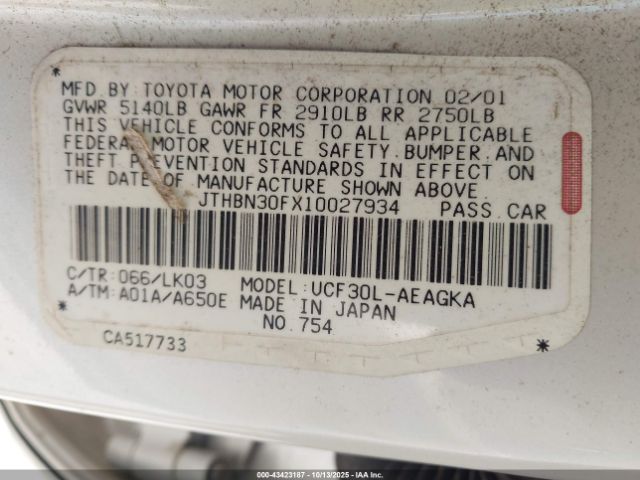 MFD.BY: TOYOTA MOTOR CORPORATION 02/01
GVWR 5140LB GAWR FR 2910LB RR 2750LB
THIS VEHICLE CONFORMS TO ALL APPLICABLE
FEDERAL MOTOR VEHICLE SAFETY.BUMPER.AND
THEFT PREVENTION STANDARDS IN EFFECT ON
THE DATE OF MANUFACTURE SHOWN ABOVE.
JTHBN30FX10027934 PASS.CAR
C/TR: 066/LK03 MODEL: UCF30L-AEAGKA
A/TM: A01A/A650E MADE IN JAPAN
NO.754
CA517733
000-43423187 - 10/13/2025 - IAA Inc.